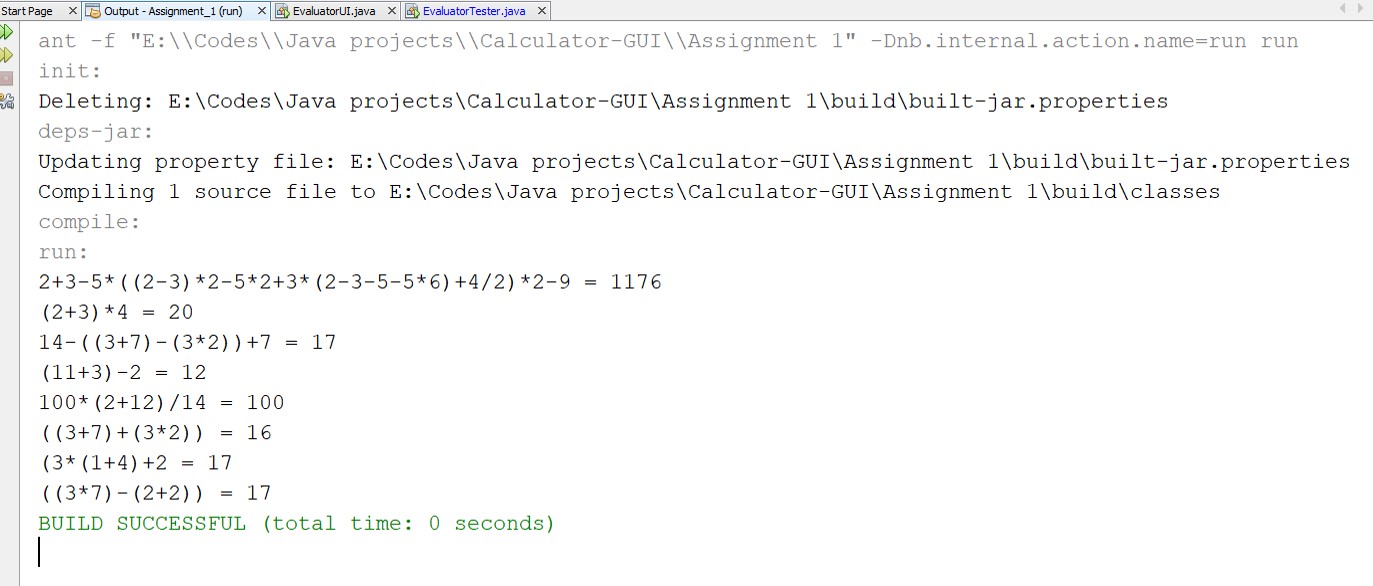 Start Page Output - Assignment_1 (run) EvaluatorUI.java EvaluatorTester.java
ant -f "E:\\Codes\\Java projects\\Calculator-GUI\\Assignment 1" -Dnb.internal.action.name=run run
init:
Deleting: E:\Codes\Java projects\Calculator-GUI\Assignment 1\build\built-jar.properties
deps-jar:
Updating property file: E:\Codes\Java projects\Calculator-GUI\Assignment 1\build\built-jar.properties
Compiling 1 source file to E:\Codes\Java projects\Calculator-GUI\Assignment 1\build\classes
compile:
run:
2+3-5*((2-3)*2-5*2+3*(2-3-5-5*6)+4/2)*2-9 = 1176
(2+3)*4 = 20
14-((3+7)-(3*2))+7 = 17
(11+3)-2 = 12
100*(2+12)/14 = 100
((3+7)+(3*2)) = 16
(3*(1+4)+2 = 17
((3*7)-(2+2)) = 17
BUILD SUCCESSFUL (total time: 0 seconds)